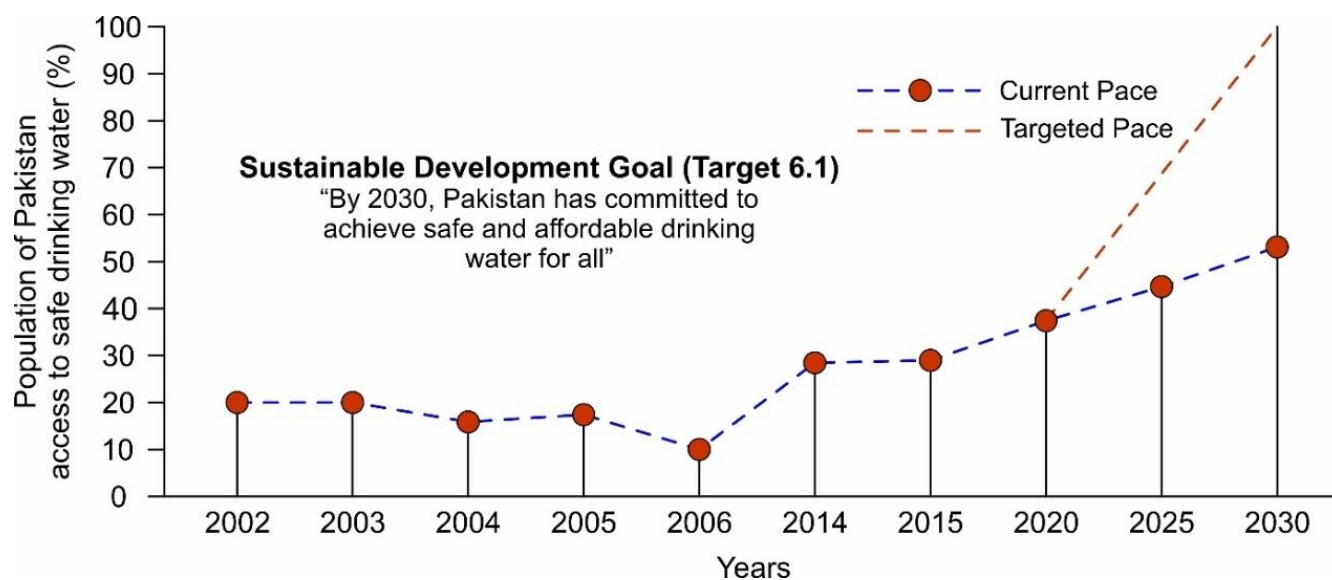 Population of Pakistan
access to safe drinking water (%)
100
90
80
70
60
50
40
30
20
10
0
Current Pace
Targeted Pace
Sustainable Development Goal (Target 6.1)
“By 2030, Pakistan has committed to
achieve safe and affordable drinking
water for all”
2002 2003 2004 2005 2006 2014 2015 2020 2025 2030
Years